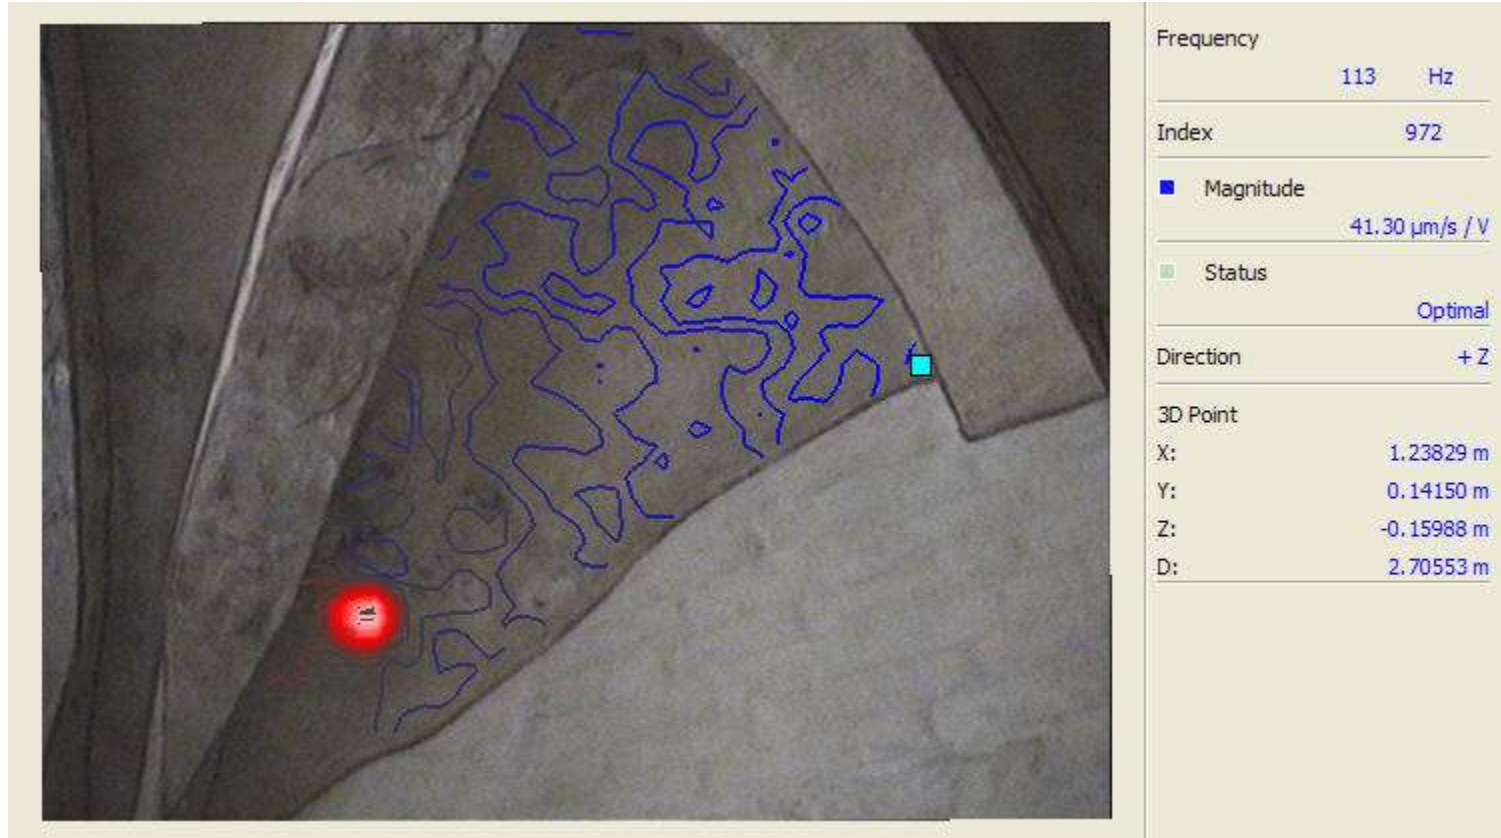 Frequency
113 Hz
Index 972
Magnitude
41.30 µm/s / V
Status
Optimal
Direction + Z
3D Point
X: 1.23829 m
Y: 0.14150 m
Z: -0.15988 m
D: 2.70553 m